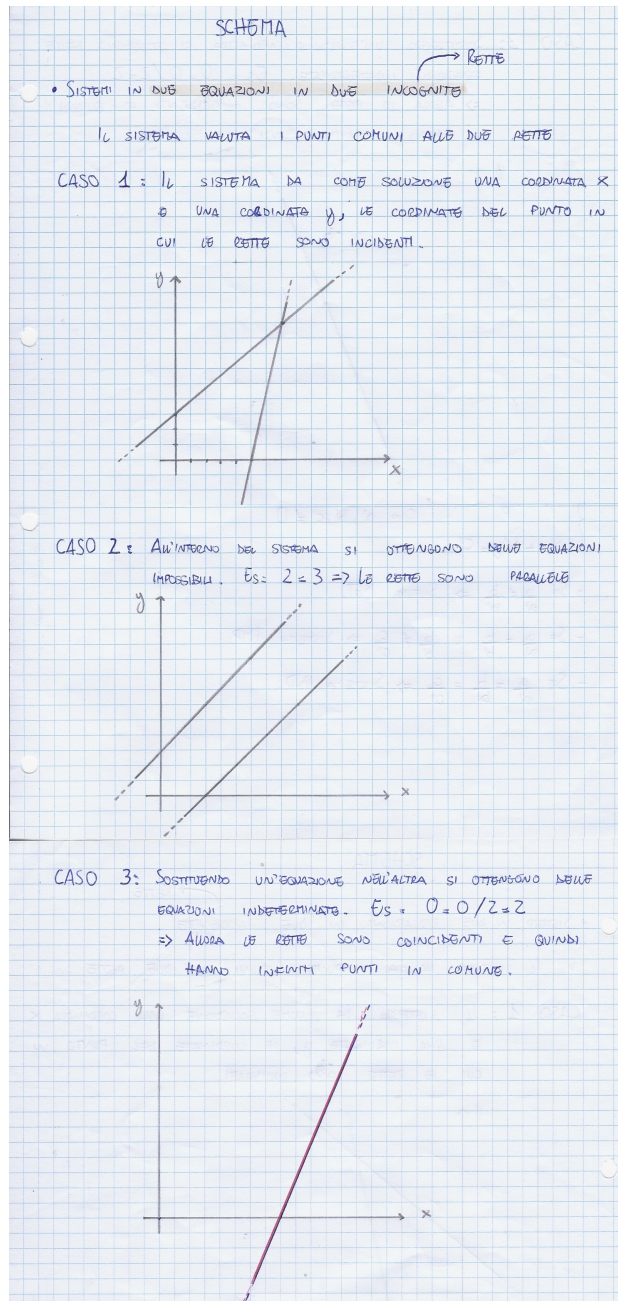 SCHEMA
RETTE
• SISTEMI IN DUE EQUAZIONI IN DUE INCOGNITE
IL SISTEMA VALUTA I PUNTI COMUNI ALLE DUE RETTE
CASO 1: IL SISTEMA DA COME SOLUZIONE UNA COORDINATA X
E UNA COORDINATA y, LE COORDINATE DEL PUNTO IN
CUI LE RETTE SONO INCIDENTI.
y
x
CASO 2: ALL'INTERNO DEL SISTEMA SI OTTENGONO DELLE EQUAZIONI
IMPOSSIBILI. ES= 2=3 => LE RETTE SONO PARALLELE
y
x
CASO 3: SOSTITUENDO UN'EQUAZIONE NELL'ALTRA SI OTTENGONO DELLE
EQUAZIONI INDETERMINATE. ES= 0=0/2=2
=> ALLORA LE RETTE SONO COINCIDENTI E QUINDI
HANNO INFINITI PUNTI IN COMUNE.
y
x